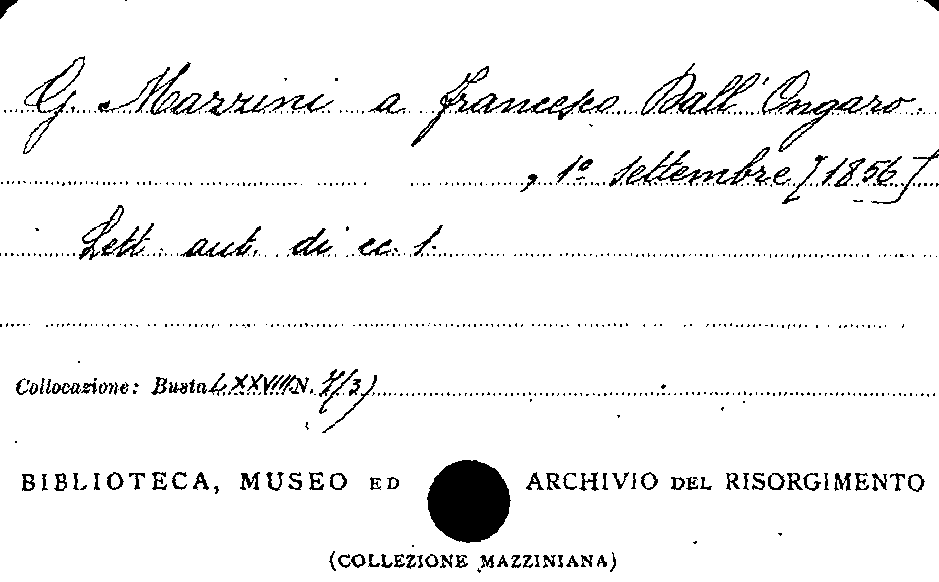 G. Mazzini a Francesco Dall'Ongaro.
, 1º settembre [1856]
Lett. aut. di cc. 1.
Collocazione: Busta LXXVIII N. 7(3)
BIBLIOTECA, MUSEO ED ARCHIVIO DEL RISORGIMENTO
(COLLEZIONE MAZZINIANA)